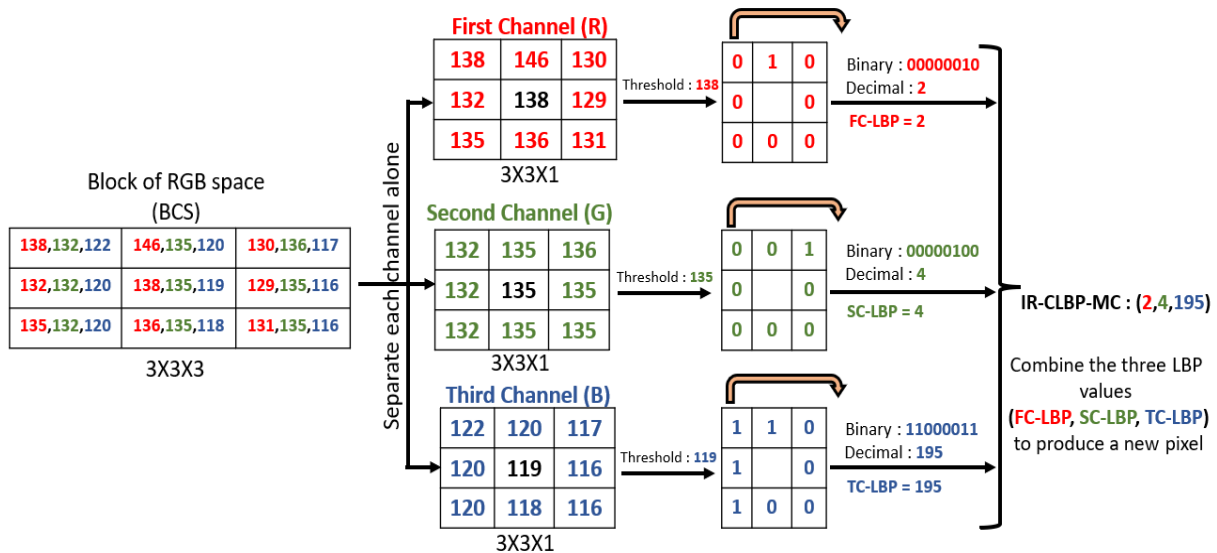 Block of RGB space
(BCS)
138,132,122 146,135,120 130,136,117
132,132,120 138,135,119 129,135,116
135,132,120 136,135,118 131,135,116
3X3X3
Separate each channel alone
First Channel (R)
138 146 130
132 138 129
135 136 131
3X3X1
Threshold : 138
0 1 0
0 0
0 0 0
Binary : 00000010
Decimal : 2
FC-LBP = 2
Second Channel (G)
132 135 136
132 135 135
132 135 135
3X3X1
Threshold : 135
0 0 1
0 0
0 0 0
Binary : 00000100
Decimal : 4
SC-LBP = 4
Third Channel (B)
122 120 117
120 119 116
120 118 116
3X3X1
Threshold : 119
1 1 0
1 0
1 0 0
Binary : 11000011
Decimal : 195
TC-LBP = 195
IR-CLBP-MC : (2,4,195)
Combine the three LBP
values
(FC-LBP, SC-LBP, TC-LBP)
to produce a new pixel